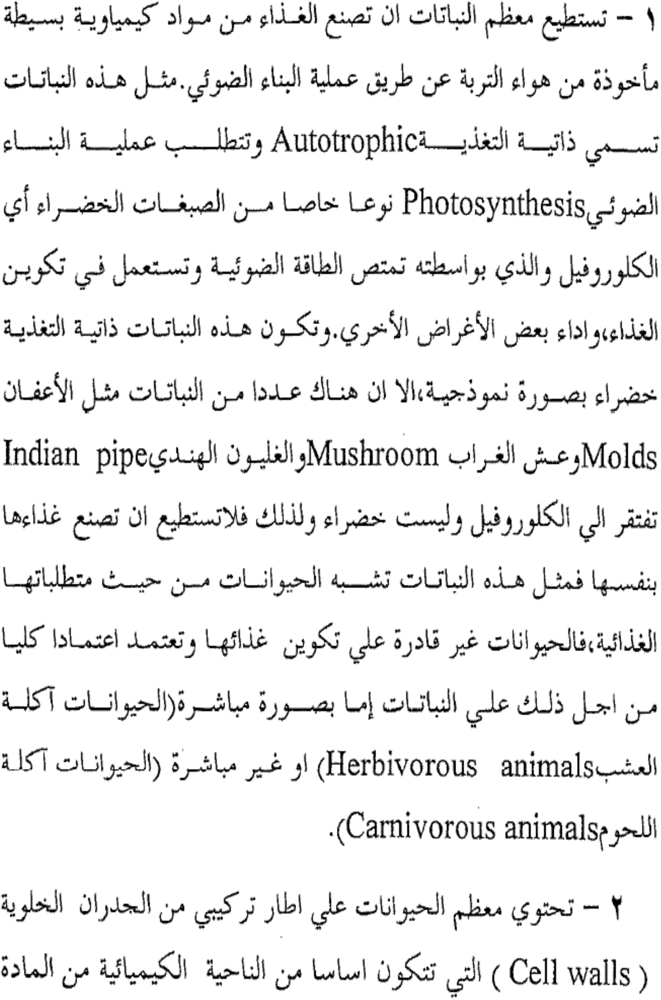 ١ – تستطيع معظم النباتات ان تصنع الغذاء من مواد كيمياوية بسيطة
مأخوذة من هواء التربة عن طريق عملية البناء الضوئي.مثل هذه النباتات
تسمي ذاتية التغذيةAutotrophic وتتطلب عملية البناء
الضوئيPhotosynthesis نوعا خاصا من الصبغات الخضراء أي
الكلوروفيل والذي بواسطته تمتص الطاقة الضوئية وتستعمل في تكوين
الغذاء،واداء بعض الأغراض الأخري.وتكون هذه النباتات ذاتية التغذية
خضراء بصورة نموذجية،الا ان هناك عددا من النباتات مثل الأعفان
Moldsوعش الغراب Mushroomوالغليون الهنديIndian pipe
تفتقر الي الكلوروفيل وليست خضراء ولذلك فلاتستطيع ان تصنع غذاءها
بنفسها فمثل هذه النباتات تشبه الحيوانات من حيث متطلباتها
الغذائية،فالحيوانات غير قادرة علي تكوين غذائها وتعتمد اعتمادا كليا
من اجل ذلك علي النباتات إما بصورة مباشرة(الحيوانات آكلة
العشبHerbivorous animals) او غير مباشرة (الحيوانات آكلة
اللحومCarnivorous animals).
٢ – تحتوي معظم الحيوانات علي اطار تركيبي من الجدران الخلوية
( Cell walls ) التي تتكون اساسا من الناحية الكيميائية من المادة